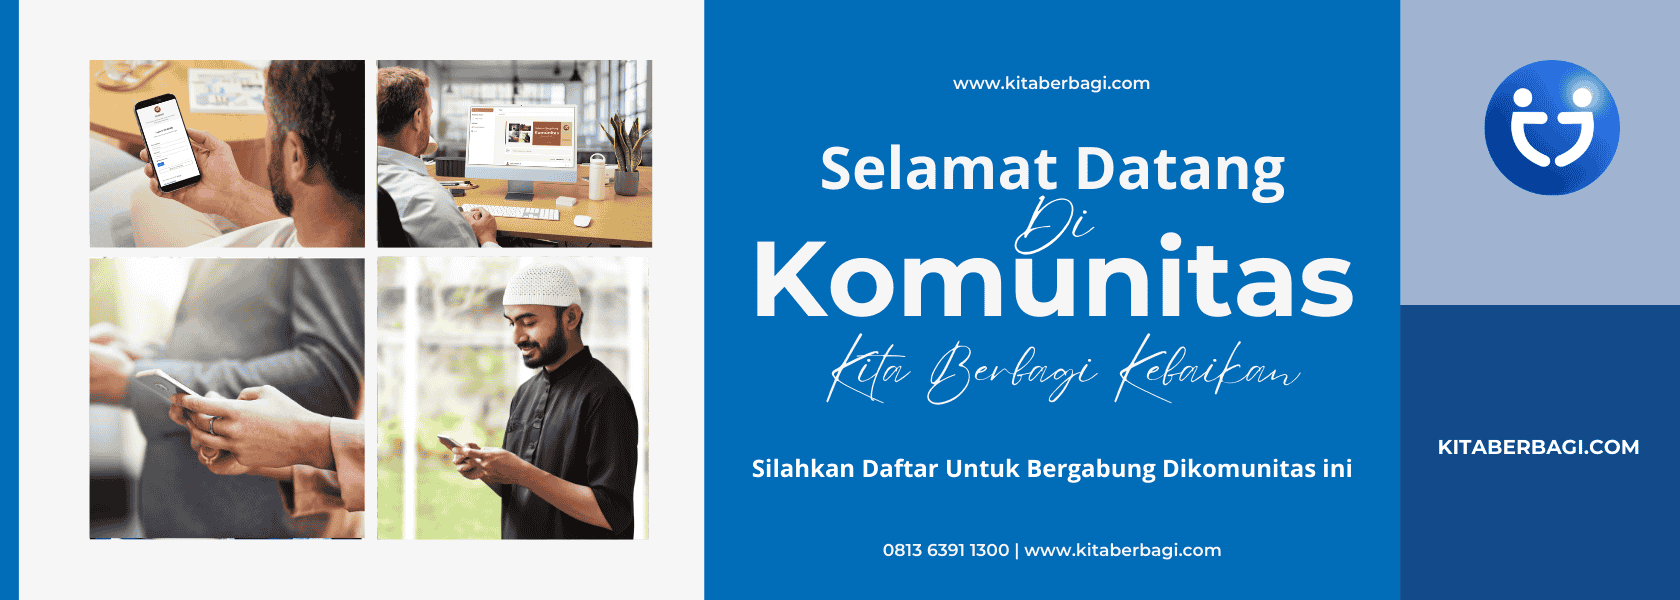 www.kitaberbagi.com
Selamat Datang
Di
Komunitas
Kita Berbagi Kebaikan
Silahkan Daftar Untuk Bergabung Dikomunitas ini
0813 6391 1300 | www.kitaberbagi.com
KITABERBAGI.COM